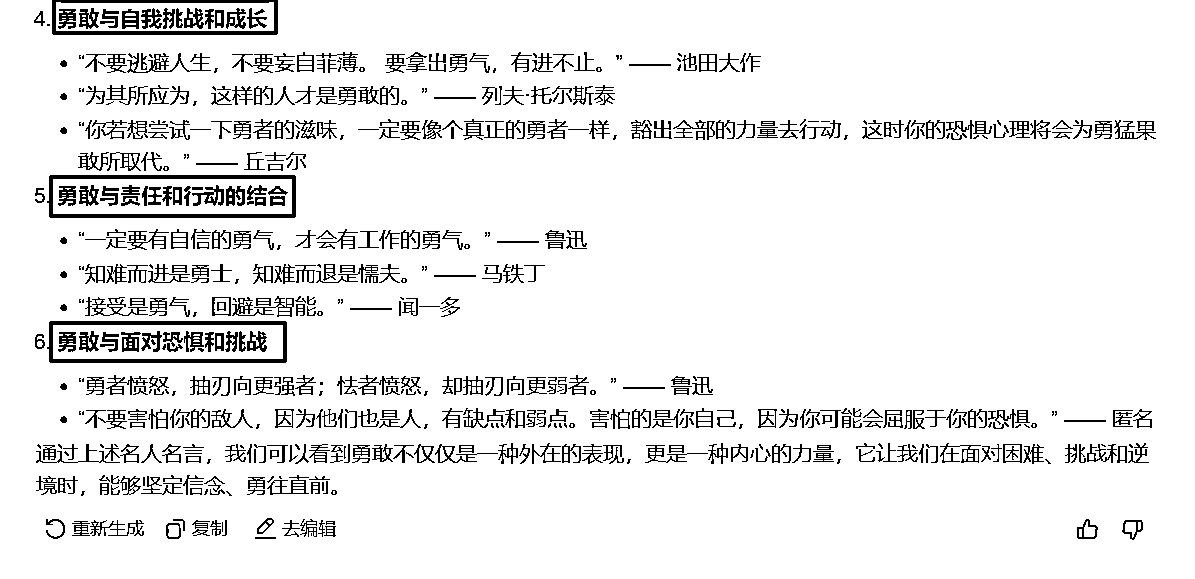 4. 勇敢与自我挑战和成长
• “不要逃避人生，不要妄自菲薄。 要拿出勇气，有进不止。” —— 池田大作
• “为其所应为，这样的人才是勇敢的。” —— 列夫·托尔斯泰
• “你若想尝试一下勇者的滋味，一定要像个真正的勇者一样，豁出全部的力量去行动，这时你的恐惧心理将会为勇猛果
敢所取代。” —— 丘吉尔
5. 勇敢与责任和行动的结合
• “一定要有自信的勇气，才会有工作的勇气。” —— 鲁迅
• “知难而进是勇士，知难而退是懦夫。” —— 马铁丁
• “接受是勇气，回避是智能。” —— 闻一多
6. 勇敢与面对恐惧和挑战
• “勇者愤怒，抽刃向更强者；怯者愤怒，却抽刃向更弱者。” —— 鲁迅
• “不要害怕你的敌人，因为他们也是人，有缺点和弱点。害怕的是你自己，因为你可能会屈服于你的恐惧。” —— 匿名
通过上述名人名言，我们可以看到勇敢不仅仅是一种外在的表现，更是一种内心的力量，它让我们在面对困难、挑战和逆
境时，能够坚定信念、勇往直前。
重新生成 复制 去编辑